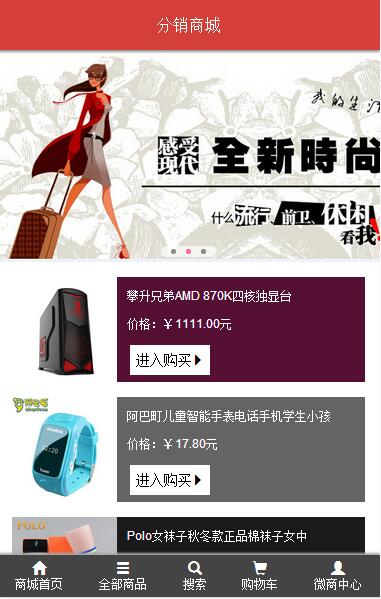 分销商城
我的生活
感受
现代
全新時尚
什么流行、前卫、休闲
看我
攀升兄弟AMD 870K四核独显台
价格：￥1111.00元
进入购买
阿巴町儿童智能手表电话手机学生小孩
价格：￥17.80元
进入购买
POLO
Polo女袜子秋冬款正品棉袜子女中
商城首页
全部商品
搜索
购物车
微商中心